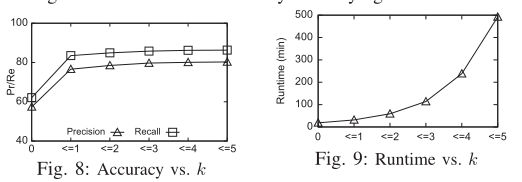 100
80
60
40
Pr/Re
Precision
Recall
0 <=1 <=2 <=3 <=4 <=5
Fig. 8: Accuracy vs. k
500
400
300
200
100
0
Runtime (min)
0 <=1 <=2 <=3 <=4 <=5
Fig. 9: Runtime vs. k